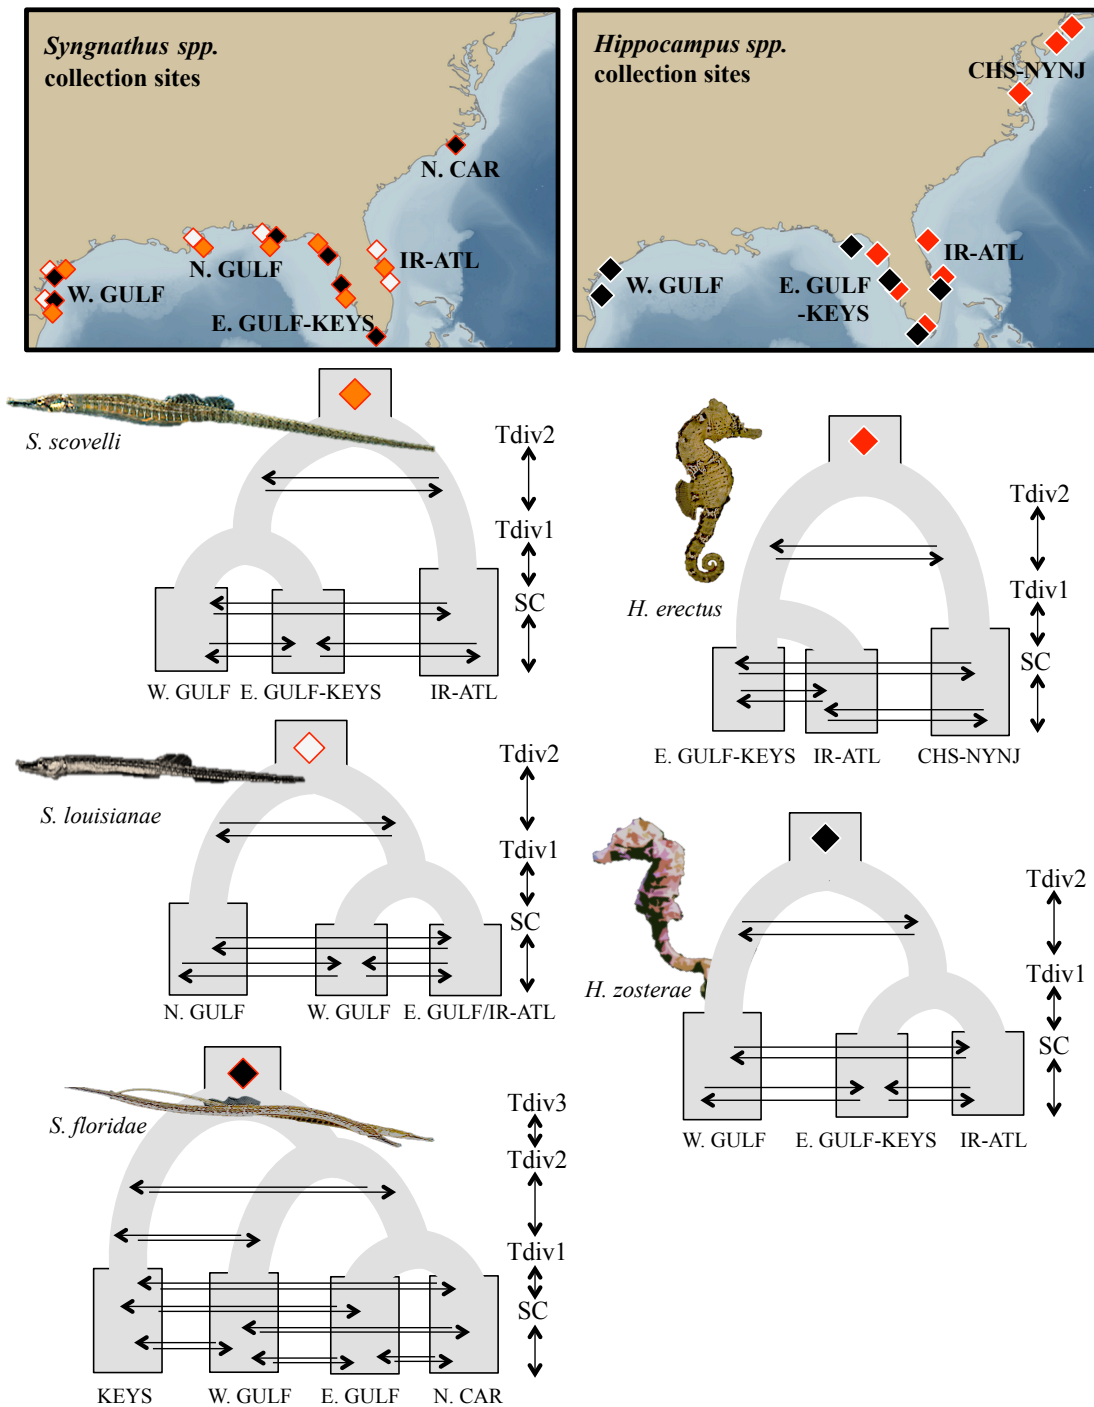 Syngnathus spp.
collection sites
N. CAR
N. GULF
IR-ATL
W. GULF
E. GULF-KEYS
Hippocampus spp.
collection sites
CHS-NYNJ
IR-ATL
W. GULF
E. GULF
-KEYS
S. scovelli
Tdiv2
Tdiv1
SC
W. GULF E. GULF-KEYS IR-ATL
H. erectus
Tdiv2
Tdiv1
SC
E. GULF-KEYS IR-ATL CHS-NYNJ
S. louisianae
Tdiv2
Tdiv1
SC
N. GULF W. GULF E. GULF/IR-ATL
H. zosterae
Tdiv2
Tdiv1
SC
W. GULF E. GULF-KEYS IR-ATL
S. floridae
Tdiv3
Tdiv2
Tdiv1
SC
KEYS W. GULF E. GULF N. CAR